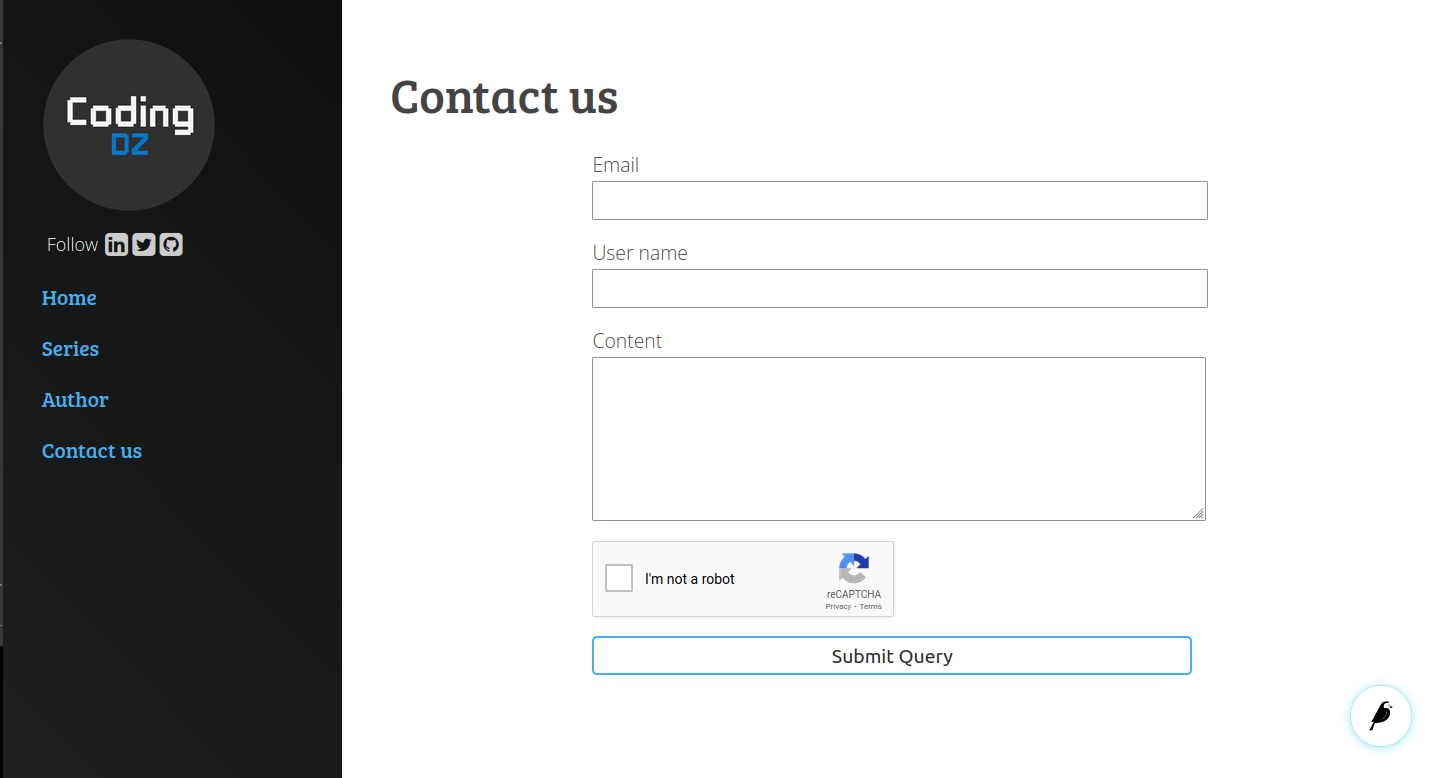 Coding
DZ
Follow
Home
Series
Author
Contact us
Contact us
Email
User name
Content
I'm not a robot
reCAPTCHA
Privacy - Terms
Submit Query